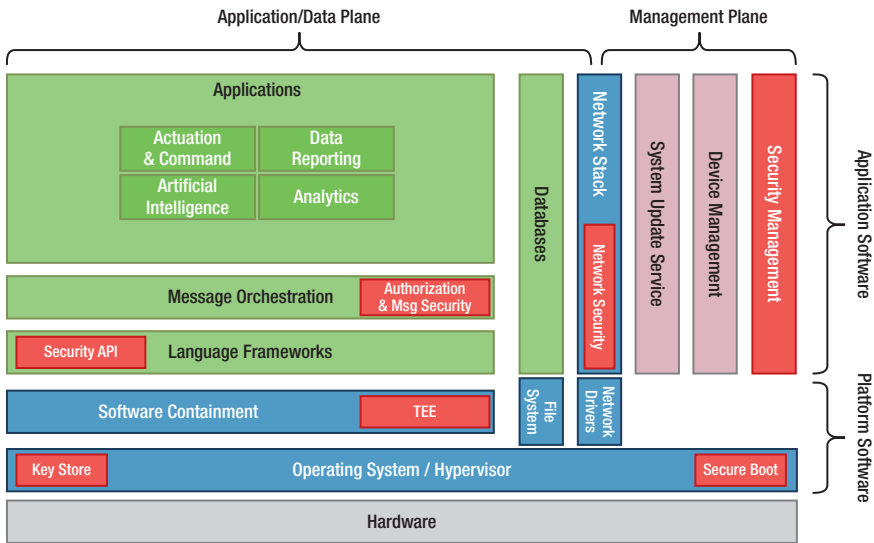 Application/Data Plane
Management Plane
Applications
Actuation
& Command
Data
Reporting
Artificial
Intelligence
Analytics
Message Orchestration
Authorization
& Msg Security
Security API
Language Frameworks
Software Containment
TEE
Databases
File
System
Network Stack
Network Security
Network
Drivers
System Update Service
Device Management
Security Management
Application Software
Platform Software
Key Store
Operating System / Hypervisor
Secure Boot
Hardware